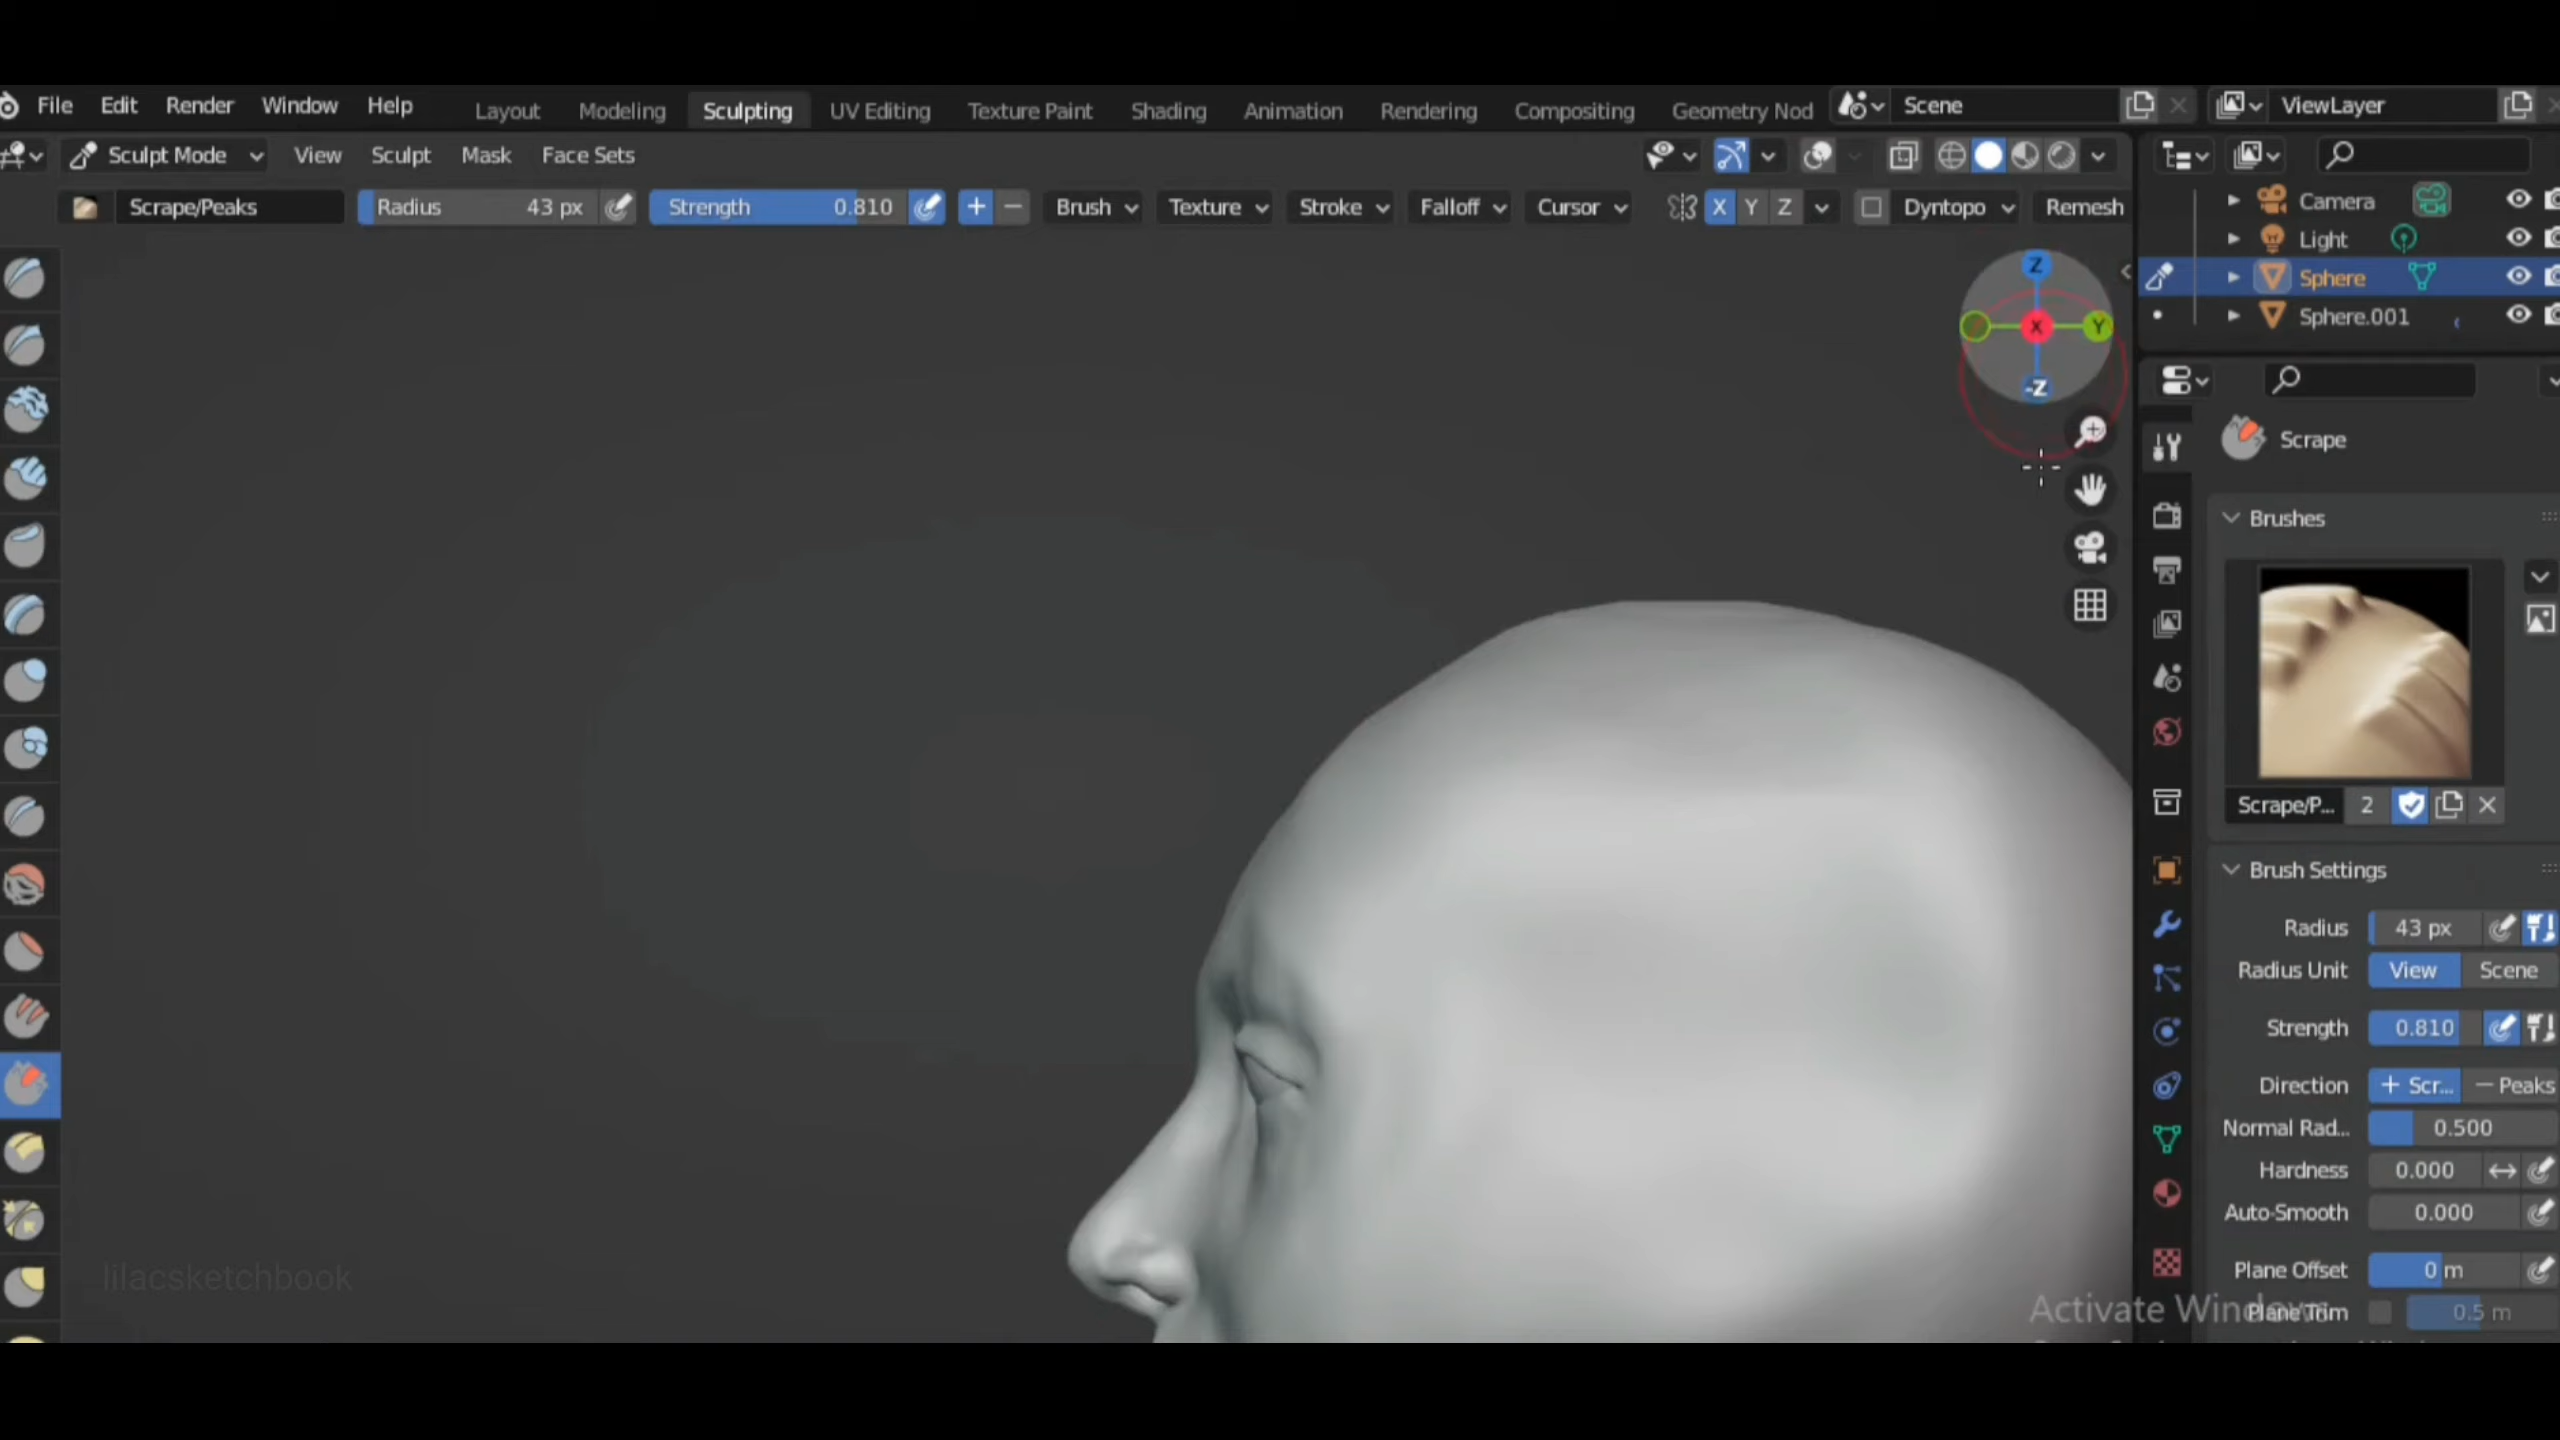 File Edit Render Window Help Layout Modeling Sculpting UV Editing Texture Paint Shading Animation Rendering Compositing Geometry Nod Scene ViewLayer
Sculpt Mode View Sculpt Mask Face Sets
Scrape/Peaks Radius 43 px Strength 0.810 + − Brush Texture Stroke Falloff Cursor X Y Z Dyntopo Remesh
Camera
Light
Sphere
Sphere.001
Z
X
Y
-Z
Scrape
Brushes
Scrape/P... 2
Brush Settings
Radius 43 px
Radius Unit View Scene
Strength 0.810
Direction + Scr... − Peaks
Normal Rad... 0.500
Hardness 0.000
Auto-Smooth 0.000
Plane Offset 0 m
Plane Trim 0.5 m
lilacsketchbook
Activate Windows